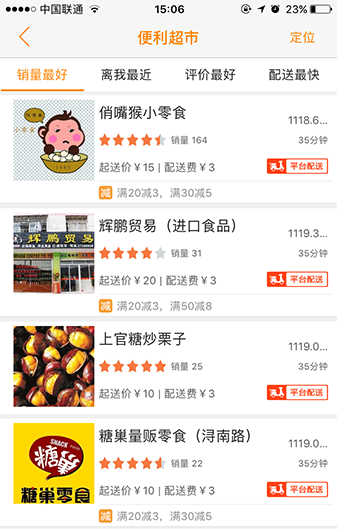 中国联通
15:06
23%
便利超市
定位
销量最好
离我最近
评价最好
配送最快
俏嘴猴小零食
1118.6...
销量 164
35分钟
起送价￥15 | 配送费￥3
平台配送
减 满20减3，满30减5
辉鹏贸易
辉鹏贸易（进口食品）
1119.3...
销量 31
35分钟
起送价￥20 | 配送费￥3
平台配送
减 满20减3，满50减8
上官糖炒栗子
1119.0...
销量 25
35分钟
起送价￥10 | 配送费￥3
平台配送
SNACK
糖巢
糖巢零食
糖巢量贩零食（浔南路）
1119.0...
销量 22
35分钟
起送价￥10 | 配送费￥3
平台配送
减 满20减3，满30减5